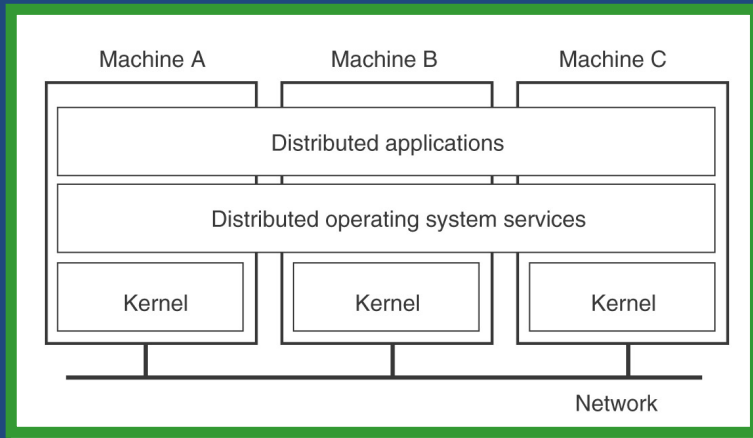 Machine A
Machine B
Machine C
Distributed applications
Distributed operating system services
Kernel
Kernel
Kernel
Network